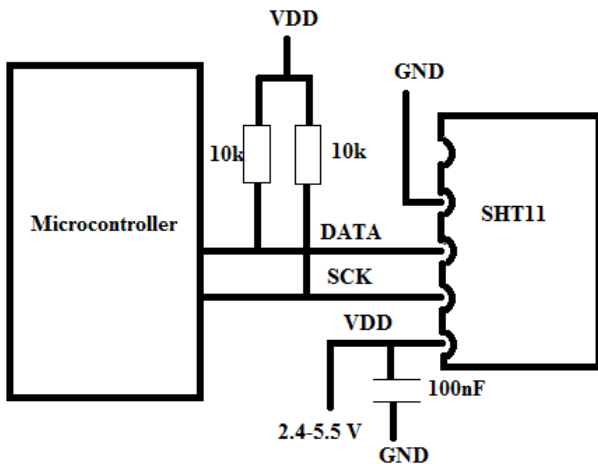 VDD
GND
10k
10k
Microcontroller
SHT11
DATA
SCK
VDD
100nF
2.4-5.5 V
GND